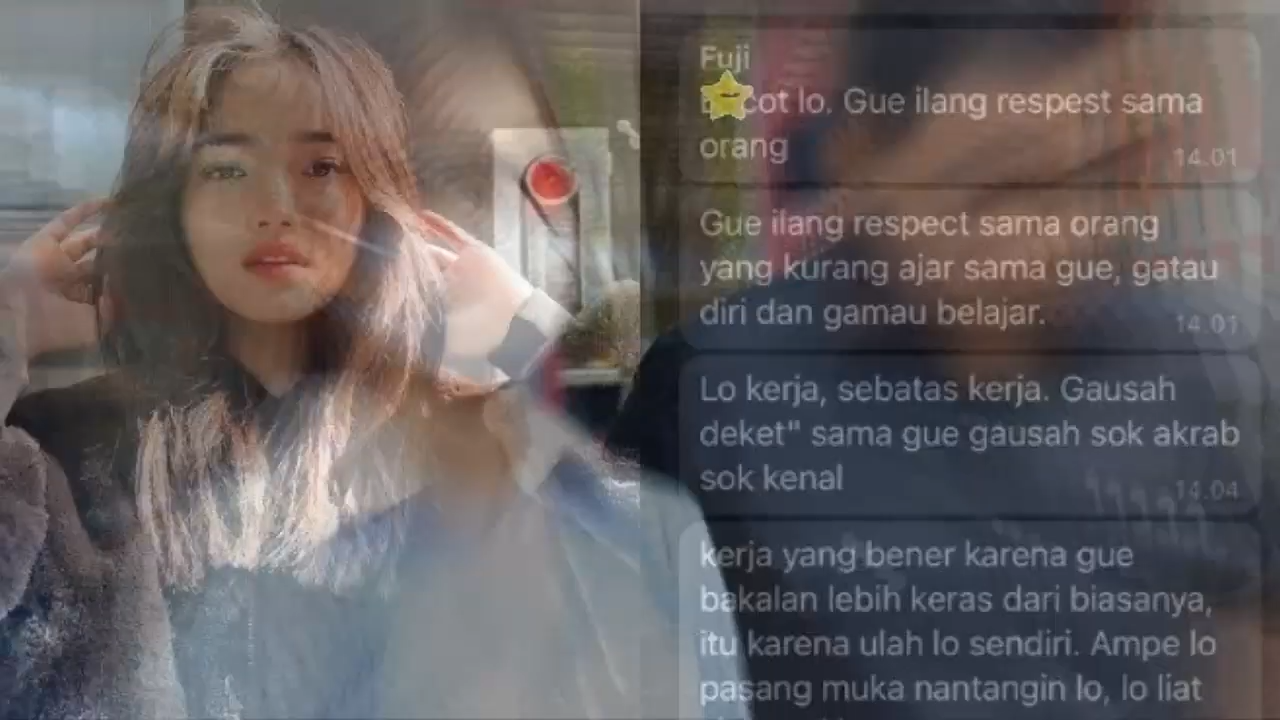 Fuji
cot lo. Gue ilang respest sama
orang
14.01
Gue ilang respect sama orang
yang kurang ajar sama gue, gatau
diri dan gamau belajar.
14.01
Lo kerja, sebatas kerja. Gausah
deket" sama gue gausah sok akrab
sok kenal
14.04
kerja yang bener karena gue
bakalan lebih keras dari biasanya,
itu karena ulah lo sendiri. Ampe lo
pasang muka nantangin lo, lo liat